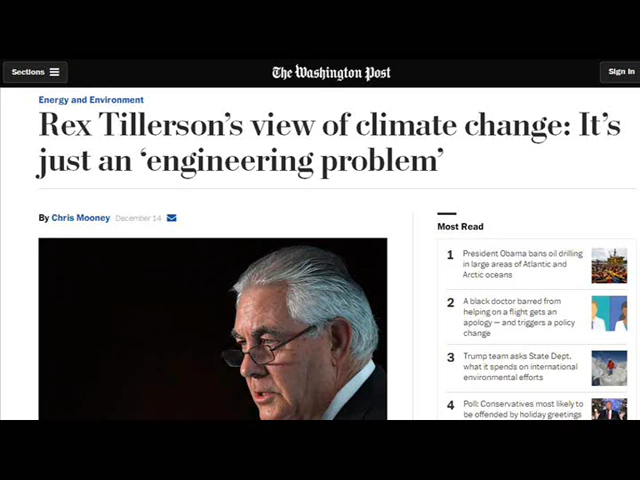 Sections
The Washington Post
Sign In
Energy and Environment
Rex Tillerson's view of climate change: It's
just an 'engineering problem'
By Chris Mooney December 14
Most Read
1 President Obama bans oil drilling
in large areas of Atlantic and
Arctic oceans
2 A black doctor barred from
helping on a flight gets an
apology — and triggers a policy
change
3 Trump team asks State Dept.
what it spends on international
environmental efforts
4 Poll: Conservatives most likely to
be offended by holiday greetings